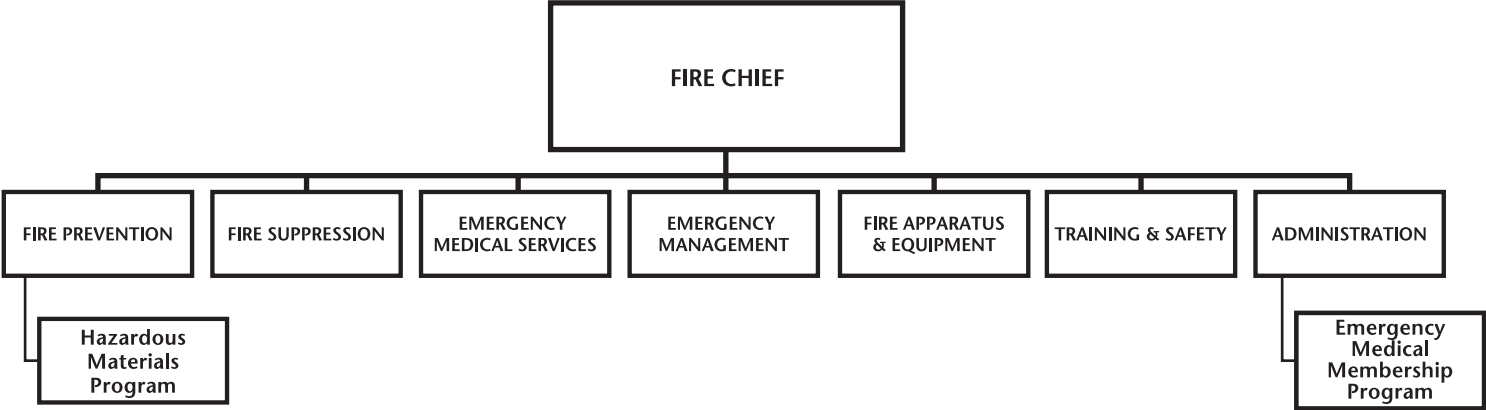 FIRE CHIEF
FIRE PREVENTION
FIRE SUPPRESSION
EMERGENCY
MEDICAL SERVICES
EMERGENCY
MANAGEMENT
FIRE APPARATUS
& EQUIPMENT
TRAINING & SAFETY
ADMINISTRATION
Hazardous
Materials
Program
Emergency
Medical
Membership
Program